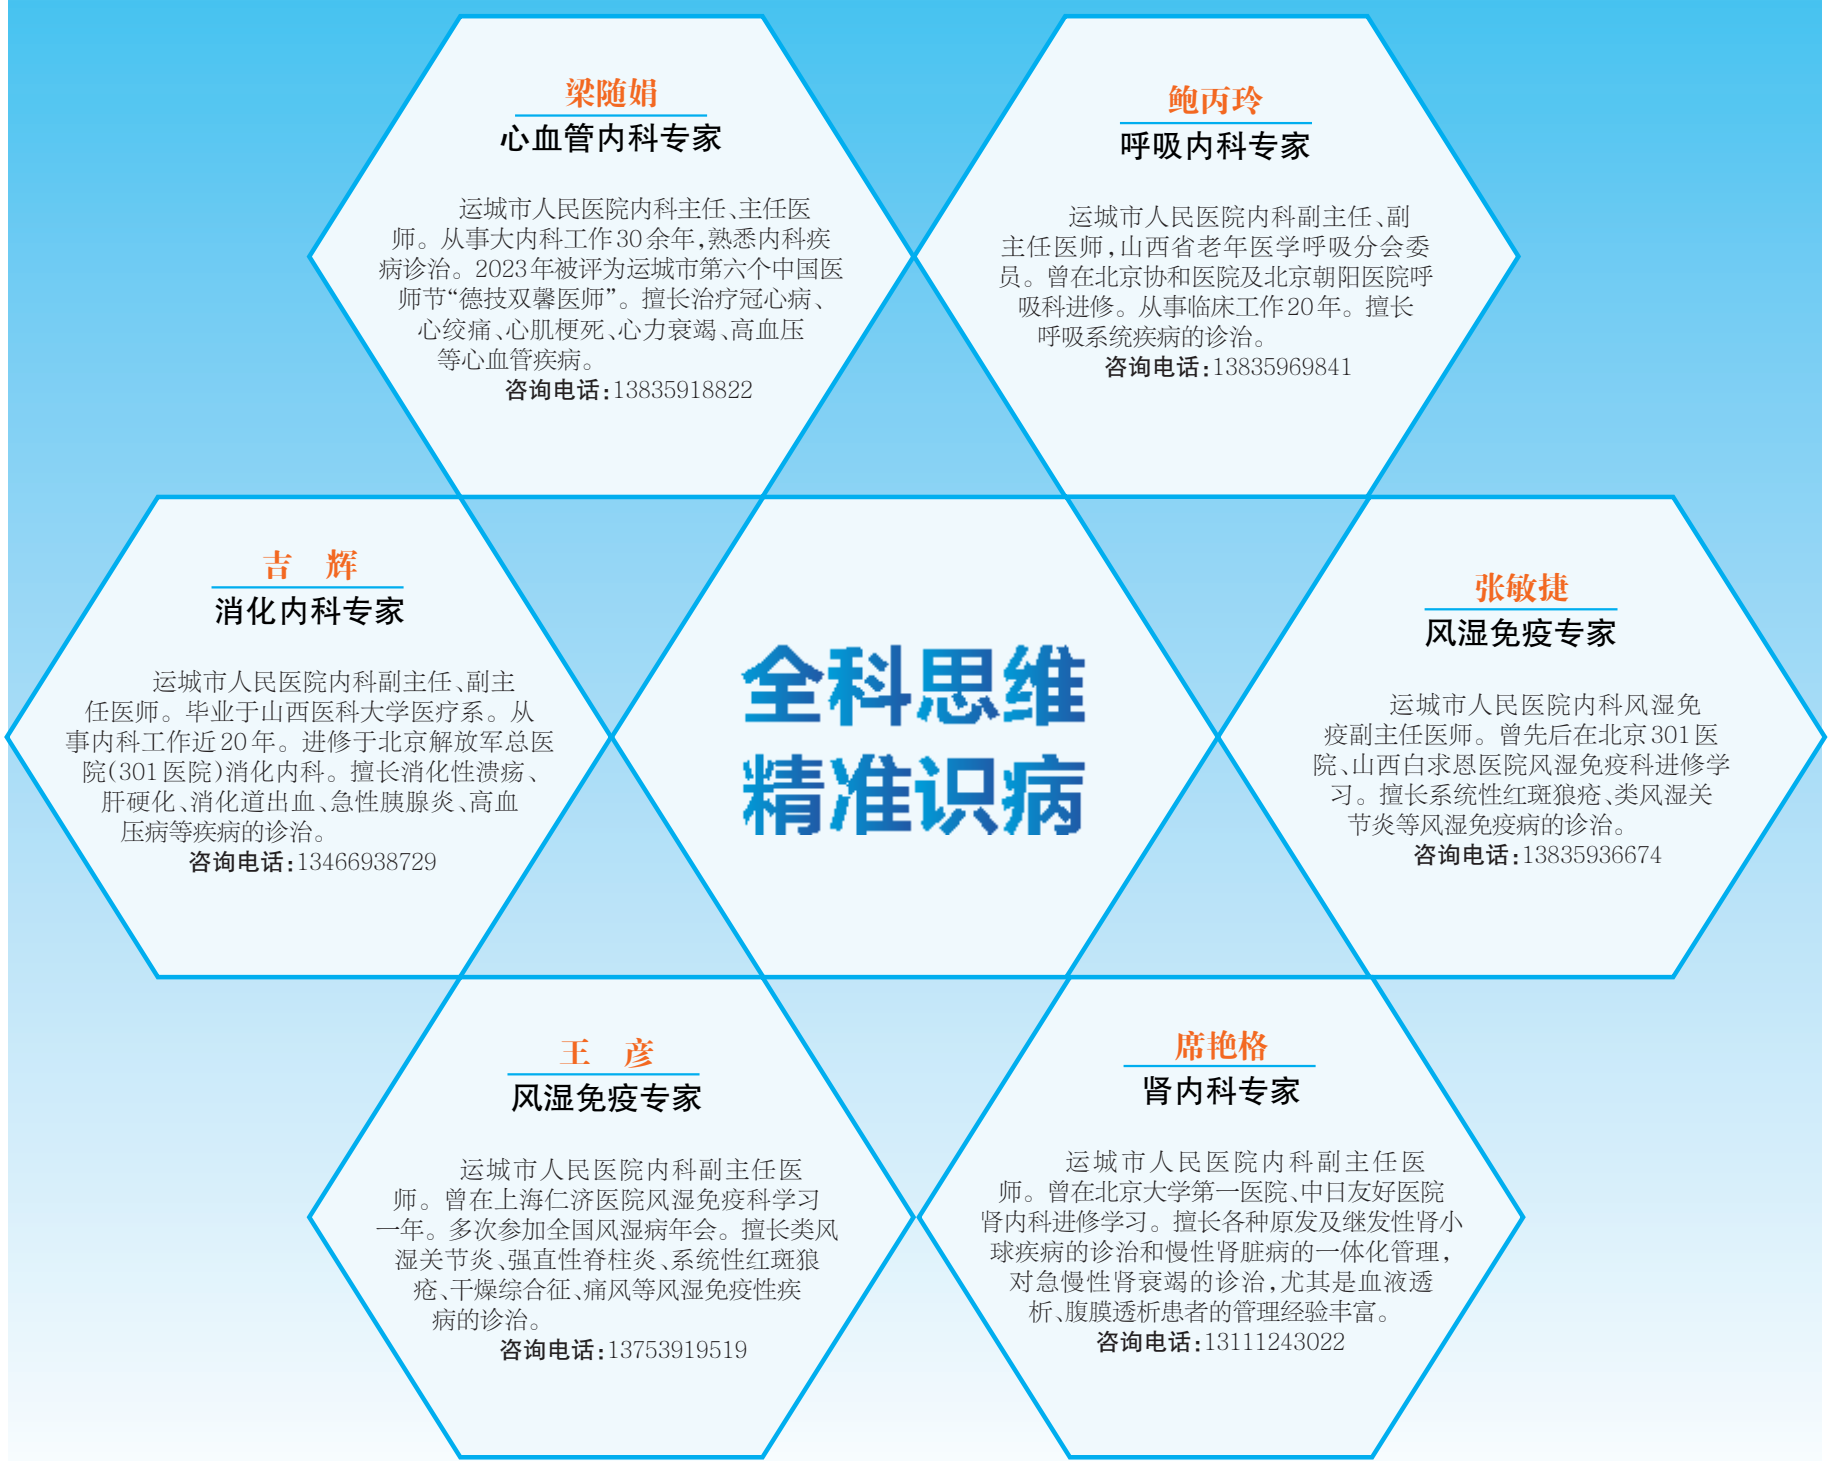 梁随娟
心血管内科专家
运城市人民医院内科主任、主任医
师。从事大内科工作30余年,熟悉内科疾
病诊治。2023年被评为运城市第六个中国医
师节“德技双馨医师”。擅长治疗冠心病、
心绞痛、心肌梗死、心力衰竭、高血压
等心血管疾病。
咨询电话:13835918822
鲍丙玲
呼吸内科专家
运城市人民医院内科副主任、副
主任医师,山西省老年医学呼吸分会委
员。曾在北京协和医院及北京朝阳医院呼
吸科进修。从事临床工作20年。擅长
呼吸系统疾病的诊治。
咨询电话:13835969841
吉 辉
消化内科专家
运城市人民医院内科副主任、副主
任医师。毕业于山西医科大学医疗系。从
事内科工作近20年。进修于北京解放军总医
院(301医院)消化内科。擅长消化性溃疡、
肝硬化、消化道出血、急性胰腺炎、高血
压病等疾病的诊治。
咨询电话:13466938729
全科思维
精准识病
张敏捷
风湿免疫专家
运城市人民医院内科风湿免
疫副主任医师。曾先后在北京301医
院、山西白求恩医院风湿免疫科进修学
习。擅长系统性红斑狼疮、类风湿关
节炎等风湿免疫病的诊治。
咨询电话:13835936674
王 彦
风湿免疫专家
运城市人民医院内科副主任医
师。曾在上海仁济医院风湿免疫科学习
一年。多次参加全国风湿病年会。擅长类风
湿关节炎、强直性脊柱炎、系统性红斑狼
疮、干燥综合征、痛风等风湿免疫性疾
病的诊治。
咨询电话:13753919519
席艳格
肾内科专家
运城市人民医院内科副主任医
师。曾在北京大学第一医院、中日友好医院
肾内科进修学习。擅长各种原发及继发性肾小
球疾病的诊治和慢性肾脏病的一体化管理,
对急慢性肾衰竭的诊治,尤其是血液透
析、腹膜透析患者的管理经验丰富。
咨询电话:13111243022